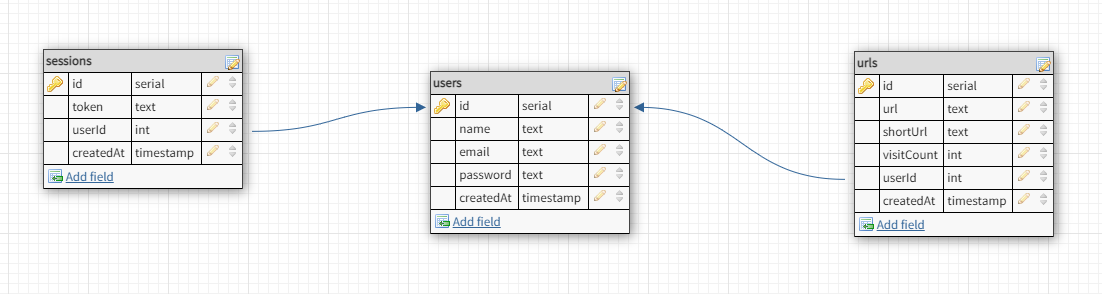 sessions
id serial
token text
userId int
createdAt timestamp
Add field
users
id serial
name text
email text
password text
createdAt timestamp
Add field
urls
id serial
url text
shortUrl text
visitCount int
userId int
createdAt timestamp
Add field